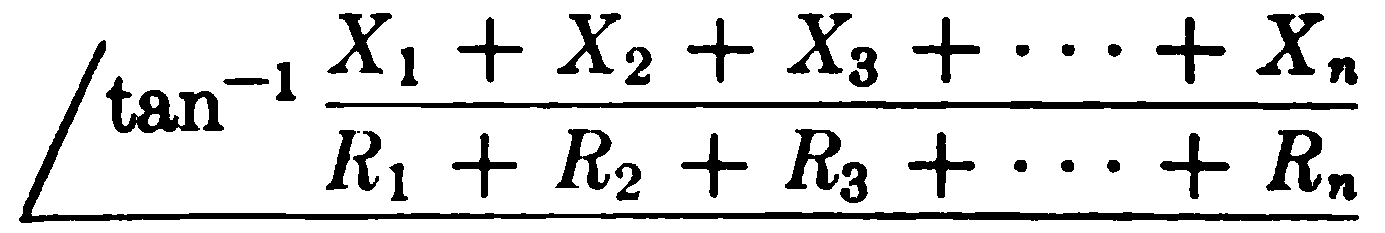 tan⁻¹ X₁ + X₂ + X₃ + · · · + Xₙ
R₁ + R₂ + R₃ + · · · + Rₙ